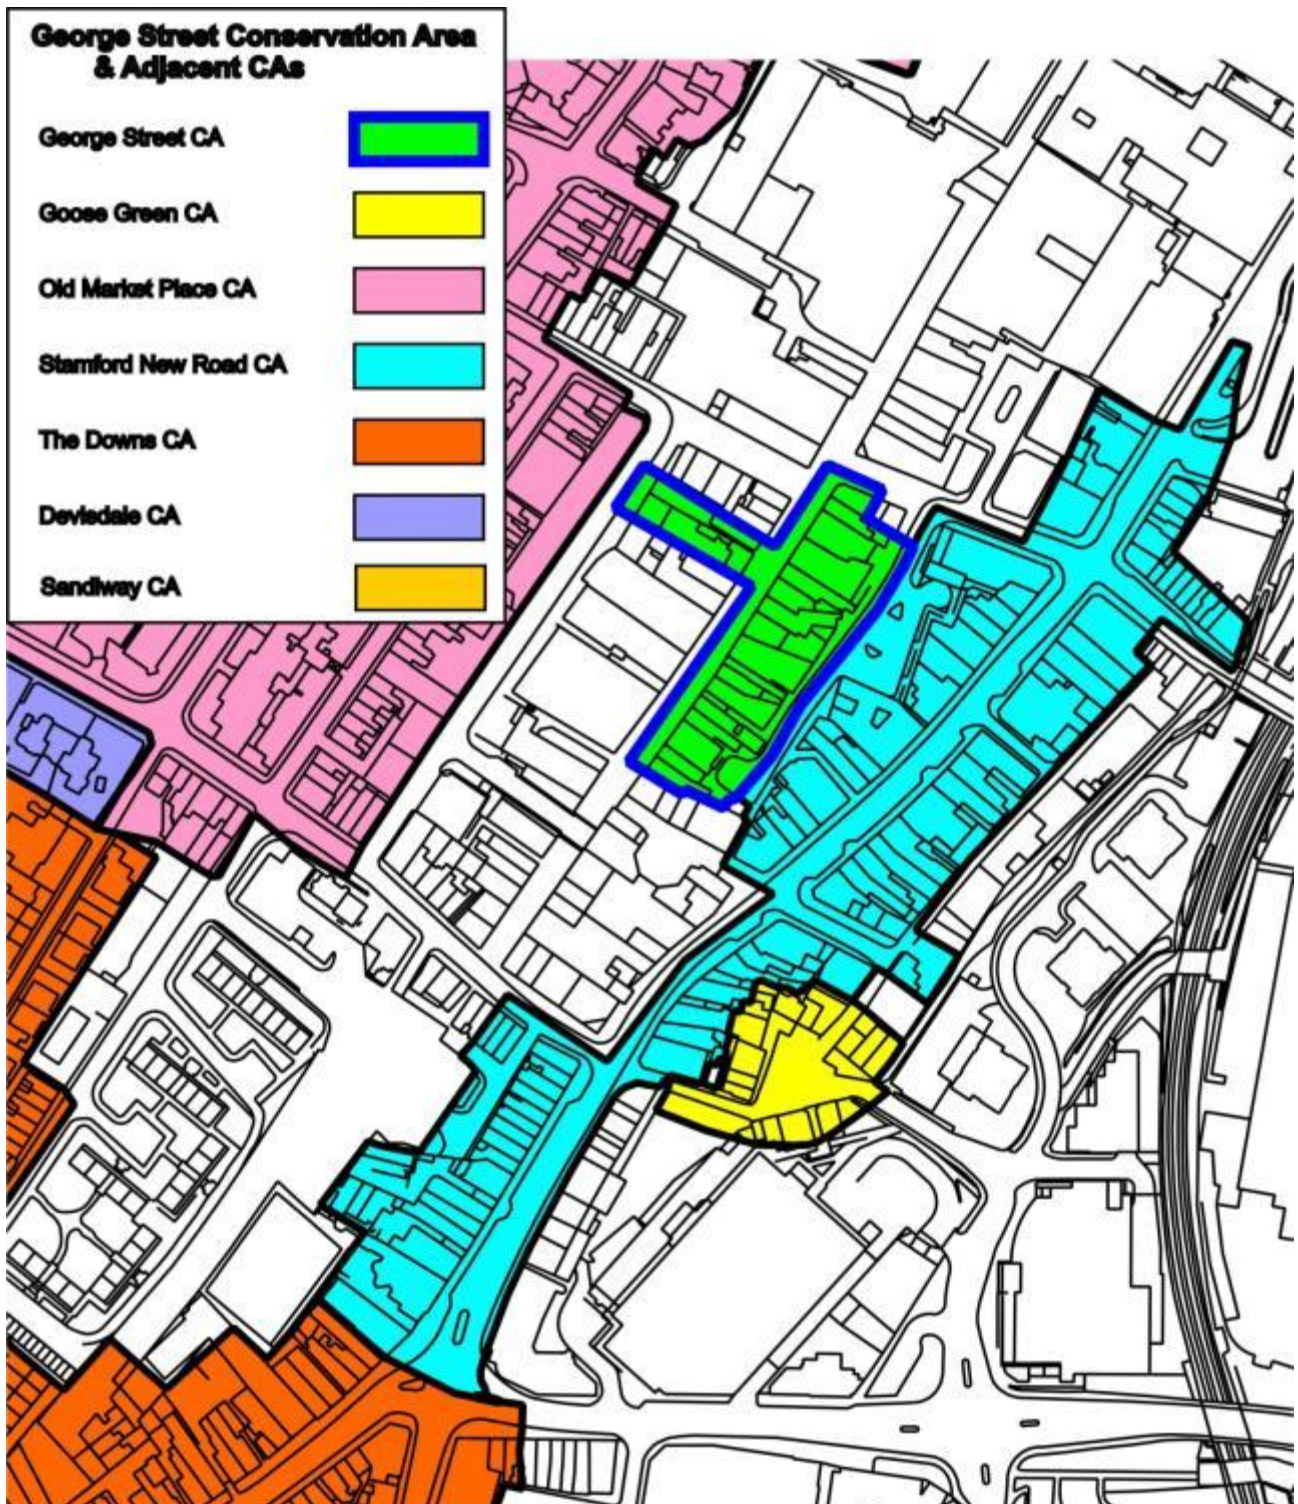 George Street Conservation Area
& Adjacent CAs
George Street CA
Goose Green CA
Old Market Place CA
Stamford New Road CA
The Downs CA
Devisdale CA
Sandiway CA